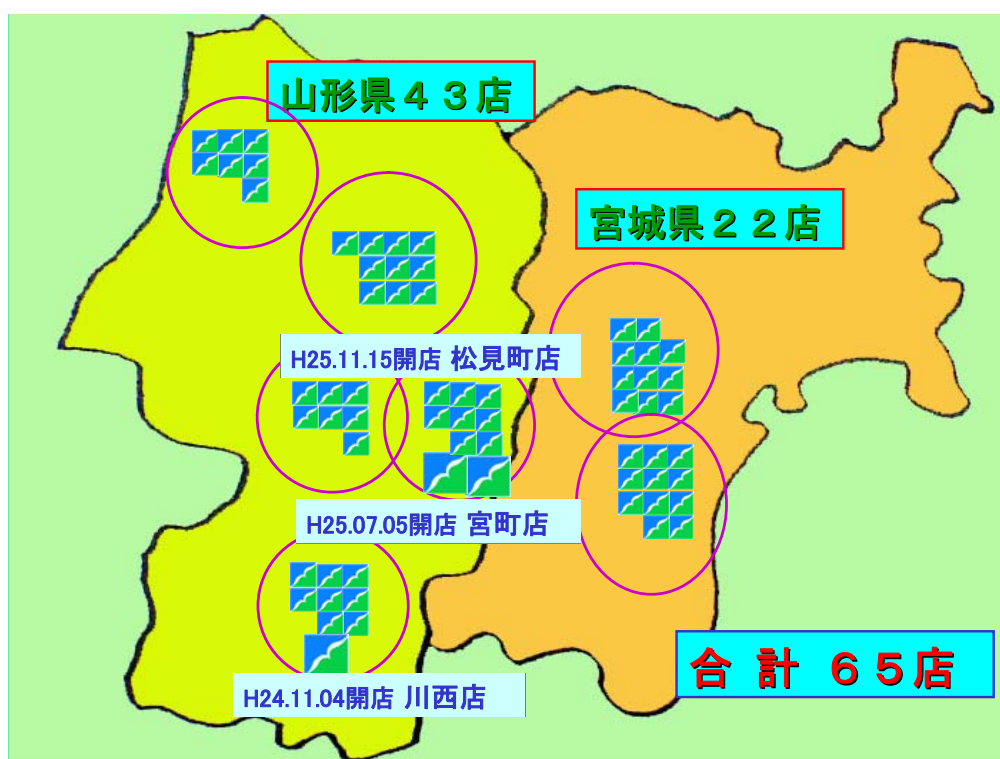 山形県４３店
宮城県２２店
H25.11.15開店 松見町店
H25.07.05開店 宮町店
合 計 ６５店
H24.11.04開店 川西店